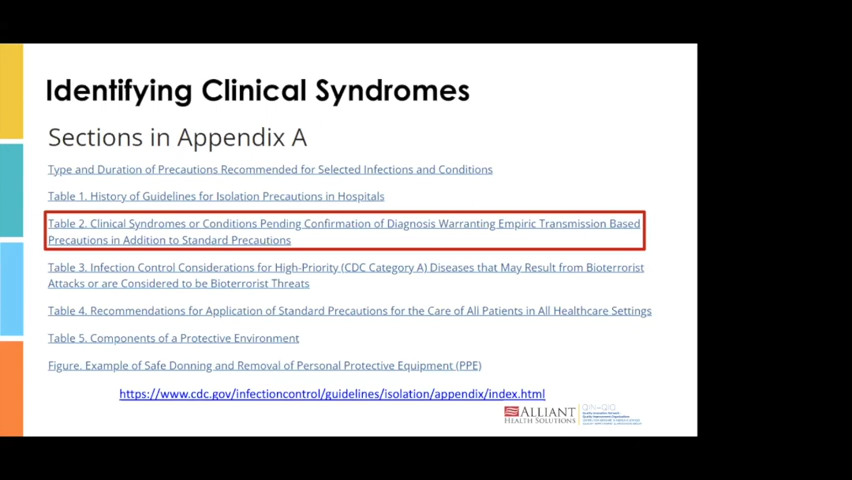 Identifying Clinical Syndromes
Sections in Appendix A
Type and Duration of Precautions Recommended for Selected Infections and Conditions
Table 1. History of Guidelines for Isolation Precautions in Hospitals
Table 2. Clinical Syndromes or Conditions Pending Confirmation of Diagnosis Warranting Empiric Transmission Based
Precautions in Addition to Standard Precautions
Table 3. Infection Control Considerations for High-Priority (CDC Category A) Diseases that May Result from Bioterrorist
Attacks or are Considered to be Bioterrorist Threats
Table 4. Recommendations for Application of Standard Precautions for the Care of All Patients in All Healthcare Settings
Table 5. Components of a Protective Environment
Figure. Example of Safe Donning and Removal of Personal Protective Equipment (PPE)
https://www.cdc.gov/infectioncontrol/guidelines/isolation/appendix/index.html
ALLIANT
HEALTH SOLUTIONS
QIN-QIO